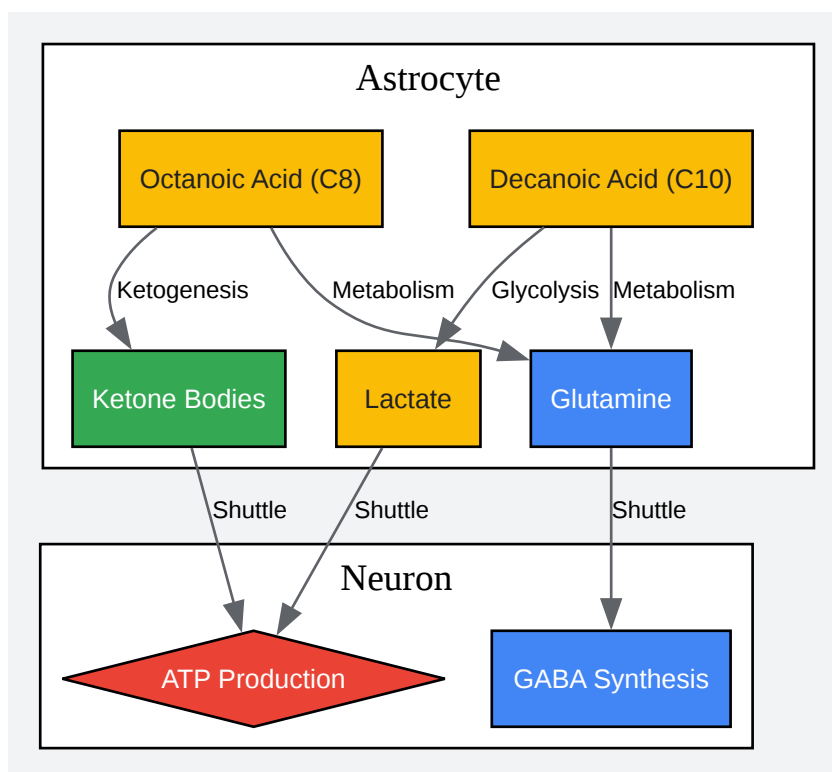 Astrocyte
Octanoic Acid (C8)
Decanoic Acid (C10)
Ketogenesis
Metabolism
Glycolysis
Metabolism
Ketone Bodies
Lactate
Glutamine
Shuttle
Shuttle
Shuttle
Neuron
ATP Production
GABA Synthesis